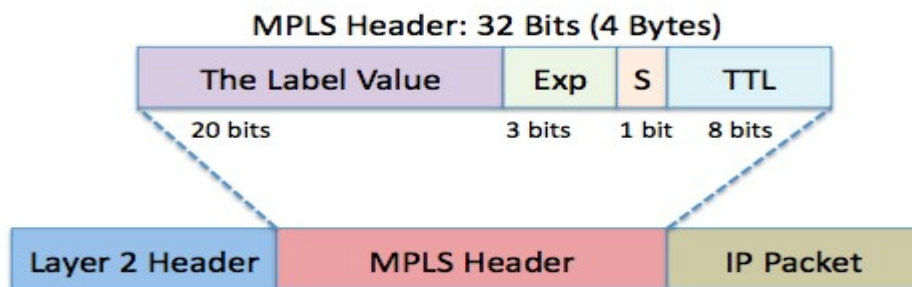 MPLS Header: 32 Bits (4 Bytes)
The Label Value Exp S TTL
20 bits 3 bits 1 bit 8 bits
Layer 2 Header MPLS Header IP Packet